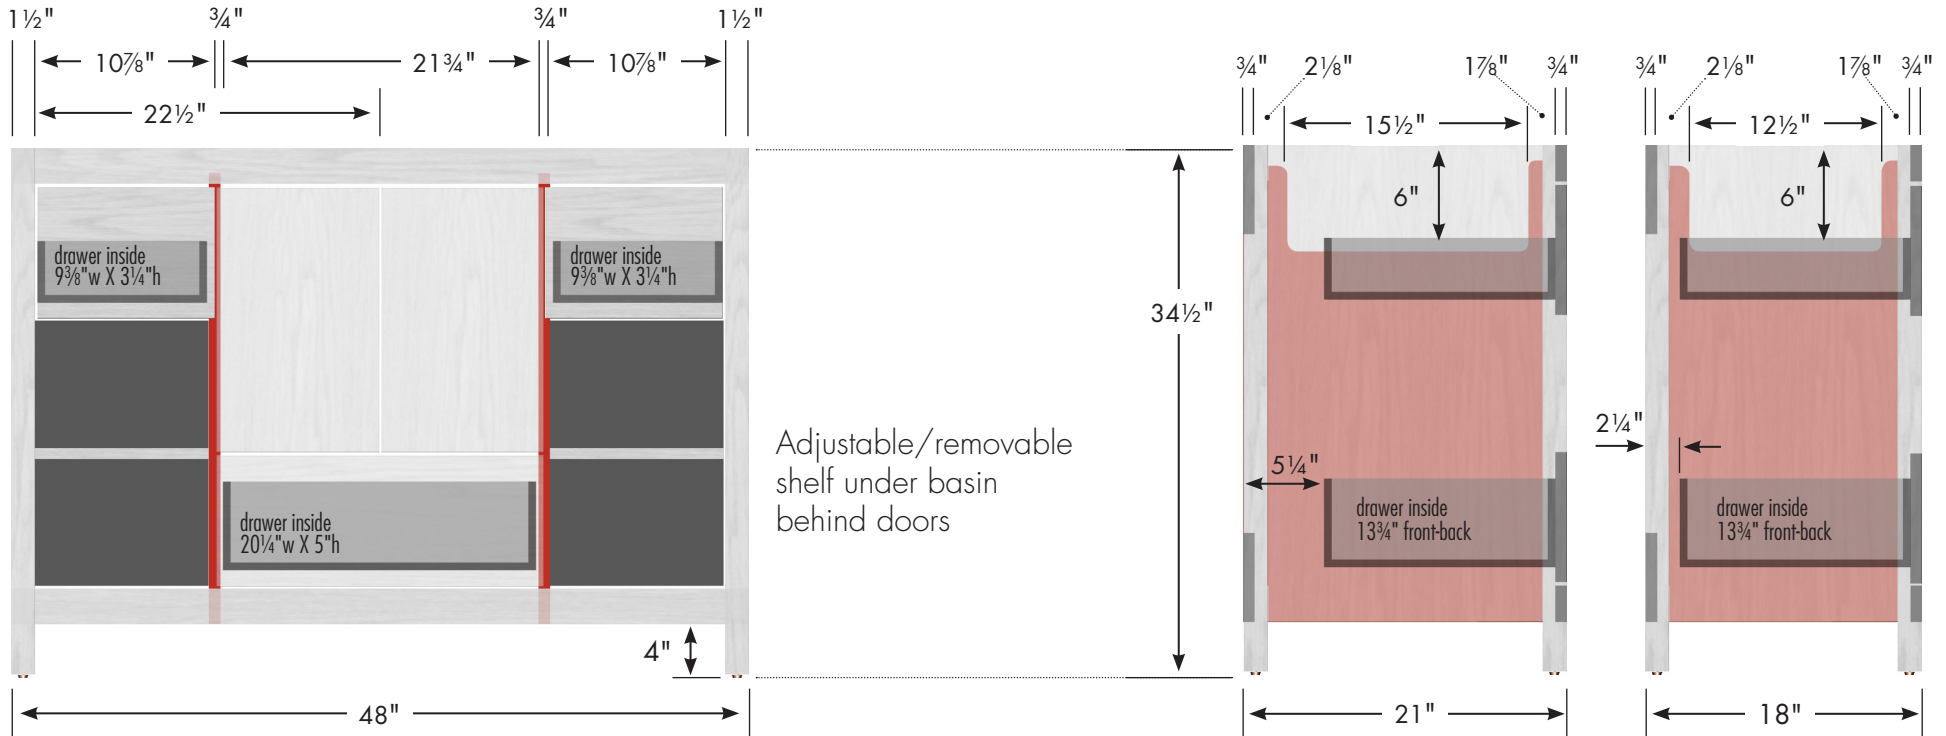 1½" ¾" ¾" 1½"
10⅞" 21¾" 10⅞"
22½"
drawer inside
9⅜"w X 3¼"h
drawer inside
9⅜"w X 3¼"h
drawer inside
20¼"w X 5"h
4"
48"
Adjustable/removable
shelf under basin
behind doors
34½"
¾" 2⅛" 1⅞" ¾"
15½"
6"
5¼"
drawer inside
13¾" front-back
21"
¾" 2⅛" 1⅞" ¾"
12½"
6"
2¼"
drawer inside
13¾" front-back
18"